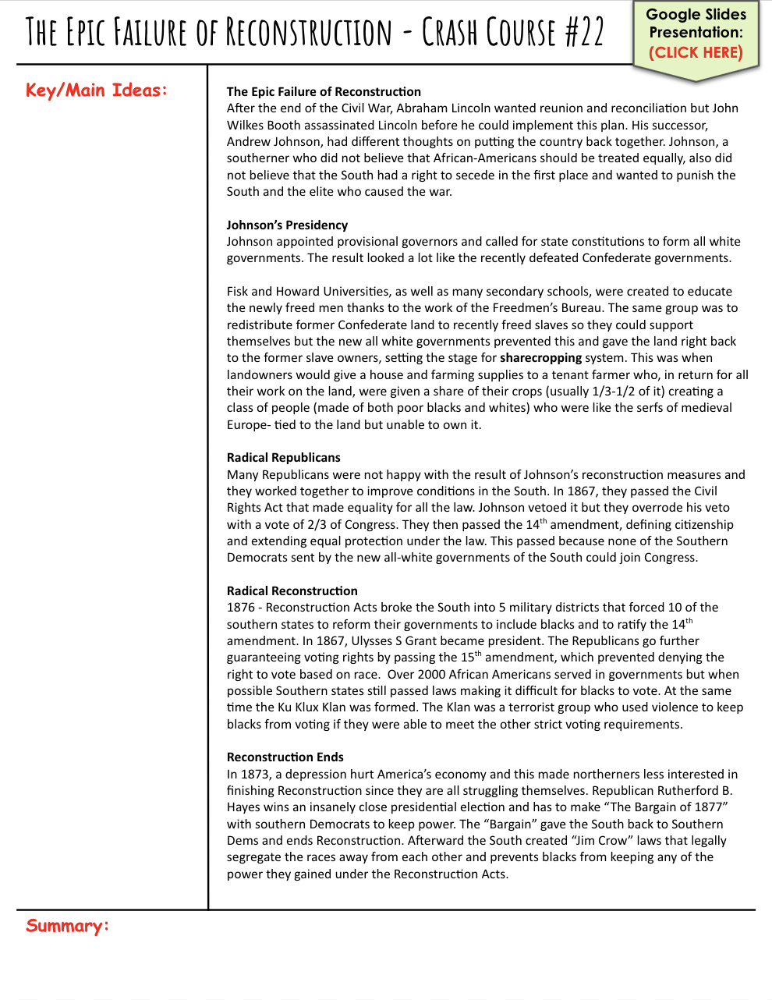 The Epic Failure of Reconstruction - Crash Course #22
Google Slides
Presentation:
(CLICK HERE)
Key/Main Ideas:
The Epic Failure of Reconstruction
After the end of the Civil War, Abraham Lincoln wanted reunion and reconciliation but John
Wilkes Booth assassinated Lincoln before he could implement this plan. His successor,
Andrew Johnson, had different thoughts on putting the country back together. Johnson, a
southerner who did not believe that African-Americans should be treated equally, also did
not believe that the South had a right to secede in the first place and wanted to punish the
South and the elite who caused the war.
Johnson’s Presidency
Johnson appointed provisional governors and called for state constitutions to form all white
governments. The result looked a lot like the recently defeated Confederate governments.
Fisk and Howard Universities, as well as many secondary schools, were created to educate
the newly freed men thanks to the work of the Freedmen’s Bureau. The same group was to
redistribute former Confederate land to recently freed slaves so they could support
themselves but the new all white governments prevented this and gave the land right back
to the former slave owners, setting the stage for sharecropping system. This was when
landowners would give a house and farming supplies to a tenant farmer who, in return for all
their work on the land, were given a share of their crops (usually 1/3-1/2 of it) creating a
class of people (made of both poor blacks and whites) who were like the serfs of medieval
Europe- tied to the land but unable to own it.
Radical Republicans
Many Republicans were not happy with the result of Johnson’s reconstruction measures and
they worked together to improve conditions in the South. In 1867, they passed the Civil
Rights Act that made equality for all the law. Johnson vetoed it but they overrode his veto
with a vote of 2/3 of Congress. They then passed the 14th amendment, defining citizenship
and extending equal protection under the law. This passed because none of the Southern
Democrats sent by the new all-white governments of the South could join Congress.
Radical Reconstruction
1876 - Reconstruction Acts broke the South into 5 military districts that forced 10 of the
southern states to reform their governments to include blacks and to ratify the 14th
amendment. In 1867, Ulysses S Grant became president. The Republicans go further
guaranteeing voting rights by passing the 15th amendment, which prevented denying the
right to vote based on race.  Over 2000 African Americans served in governments but when
possible Southern states still passed laws making it difficult for blacks to vote. At the same
time the Ku Klux Klan was formed. The Klan was a terrorist group who used violence to keep
blacks from voting if they were able to meet the other strict voting requirements.
Reconstruction Ends
In 1873, a depression hurt America’s economy and this made northerners less interested in
finishing Reconstruction since they are all struggling themselves. Republican Rutherford B.
Hayes wins an insanely close presidential election and has to make “The Bargain of 1877”
with southern Democrats to keep power. The “Bargain” gave the South back to Southern
Dems and ends Reconstruction. Afterward the South created “Jim Crow” laws that legally
segregate the races away from each other and prevents blacks from keeping any of the
power they gained under the Reconstruction Acts.
Summary: